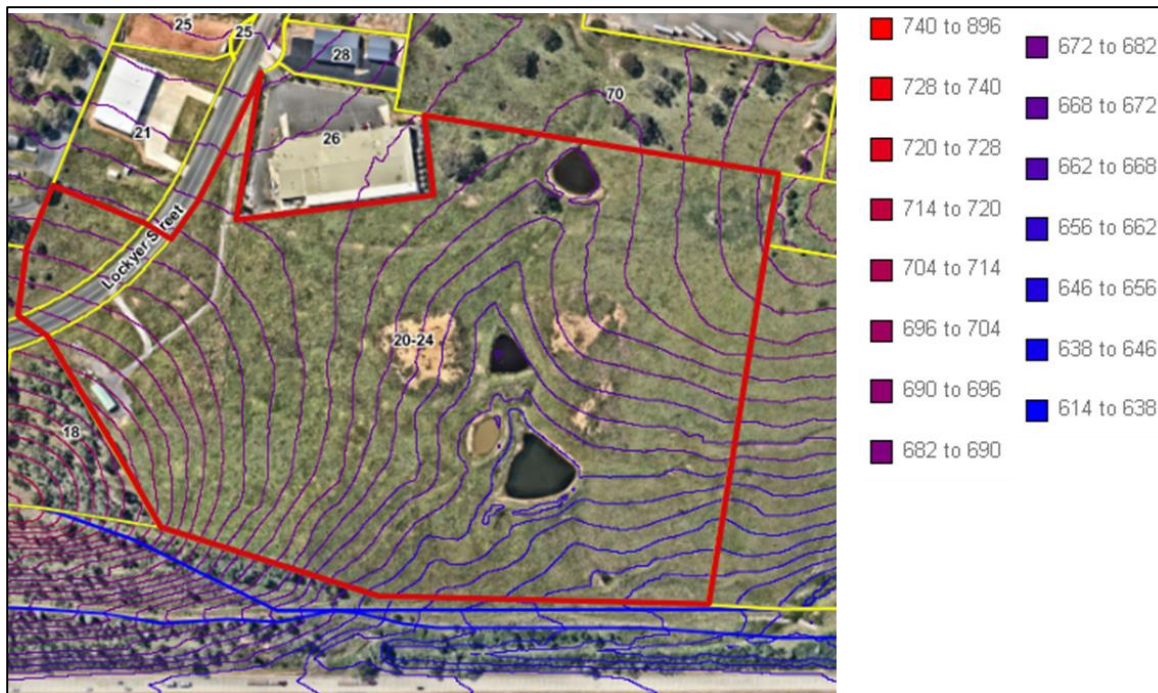 25
25
28
70
26
21
Lockyer Street
20-24
18
740 to 896
728 to 740
720 to 728
714 to 720
704 to 714
696 to 704
690 to 696
682 to 690
672 to 682
668 to 672
662 to 668
656 to 662
646 to 656
638 to 646
614 to 638